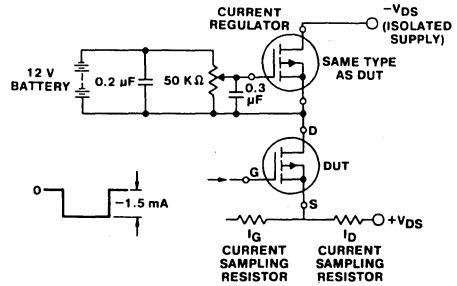 CURRENT
REGULATOR
−VDS
(ISOLATED
SUPPLY)
SAME TYPE
AS DUT
12 V
BATTERY
0.2 μF
50 KΩ
0.3
μF
D
DUT
G
S
0
−1.5 mA
+VDS
IG
CURRENT
SAMPLING
RESISTOR
ID
CURRENT
SAMPLING
RESISTOR